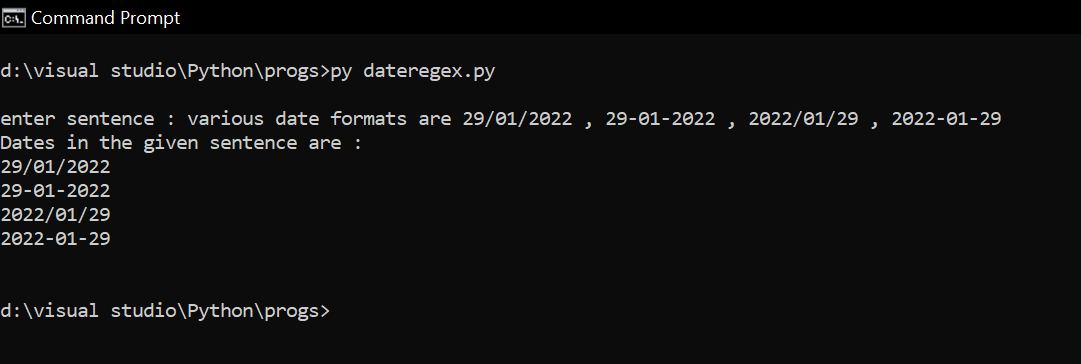 Command Prompt
d:\visual studio\Python\progs>py dateregex.py
enter sentence : various date formats are 29/01/2022 , 29-01-2022 , 2022/01/29 , 2022-01-29
Dates in the given sentence are :
29/01/2022
29-01-2022
2022/01/29
2022-01-29
d:\visual studio\Python\progs>